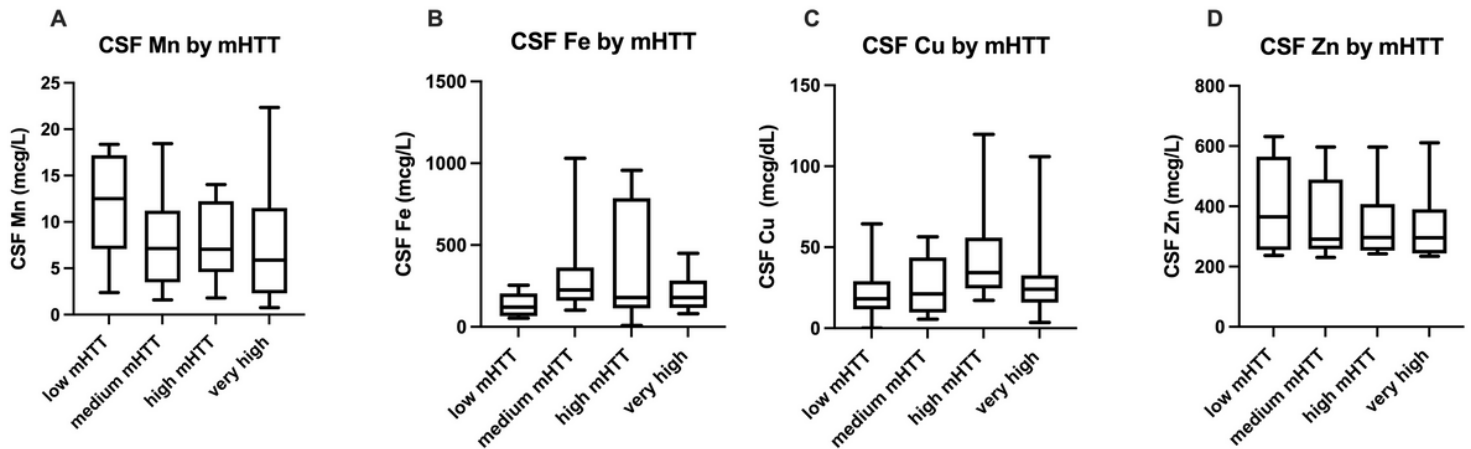 A
CSF Mn by mHTT
CSF Mn (mcg/L)
25
20
15
10
5
0
low mHTT
medium mHTT
high mHTT
very high
B
CSF Fe by mHTT
CSF Fe (mcg/L)
1500
1000
500
0
low mHTT
medium mHTT
high mHTT
very high
C
CSF Cu by mHTT
CSF Cu (mcg/dL)
150
100
50
0
low mHTT
medium mHTT
high mHTT
very high
D
CSF Zn by mHTT
CSF Zn (mcg/L)
800
600
400
200
0
low mHTT
medium mHTT
high mHTT
very high